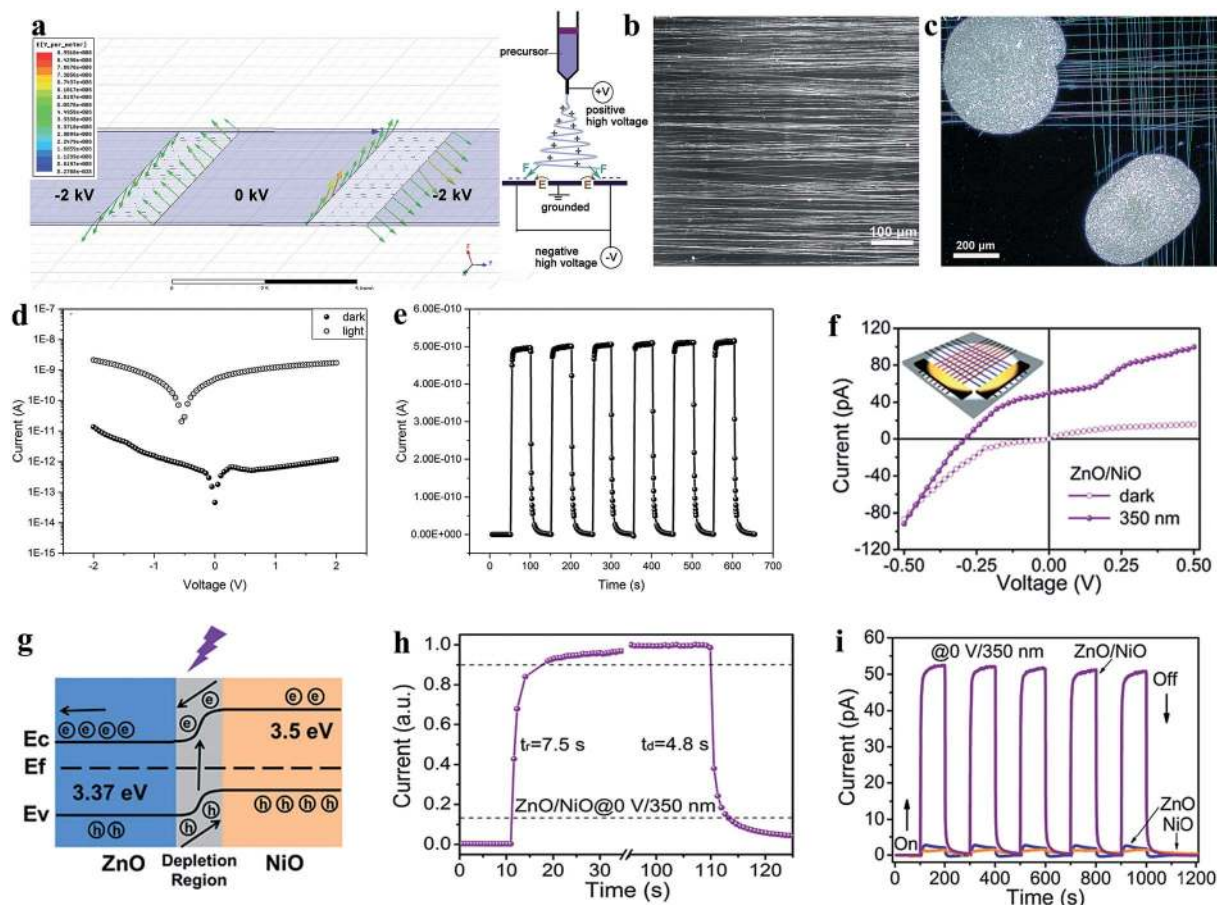 a
E[V_per_meter]
-2 kV
0 kV
-2 kV
precursor
+V
positive
high voltage
F
F
E
E
grounded
negative
high voltage
-V
b
100 μm
c
200 μm
d
Current (A)
1E-7
1E-8
1E-9
1E-10
1E-11
1E-12
1E-13
1E-14
1E-15
dark
light
-2
-1
0
1
2
Voltage (V)
e
Current (A)
6.00E-010
5.00E-010
4.00E-010
3.00E-010
2.00E-010
1.00E-010
0.00E+000
0
100
200
300
400
500
600
700
Time (s)
f
Current (pA)
120
80
40
0
-40
-80
-120
ZnO/NiO
dark
350 nm
-0.50
-0.25
0.00
0.25
0.50
Voltage (V)
g
e e e e
e
e
e e
Ec
3.5 eV
Ef
3.37 eV
Ev
h h
h
h
h h h h
ZnO
Depletion
Region
NiO
h
Current (a.u.)
1.0
0.8
0.6
0.4
0.2
0.0
tr=7.5 s
td=4.8 s
ZnO/NiO@0 V/350 nm
0
10
20
30
100
110
120
Time (s)
i
Current (pA)
60
50
40
30
20
10
0
@0 V/350 nm
ZnO/NiO
Off
On
ZnO
NiO
0
200
400
600
800
1000
1200
Time (s)